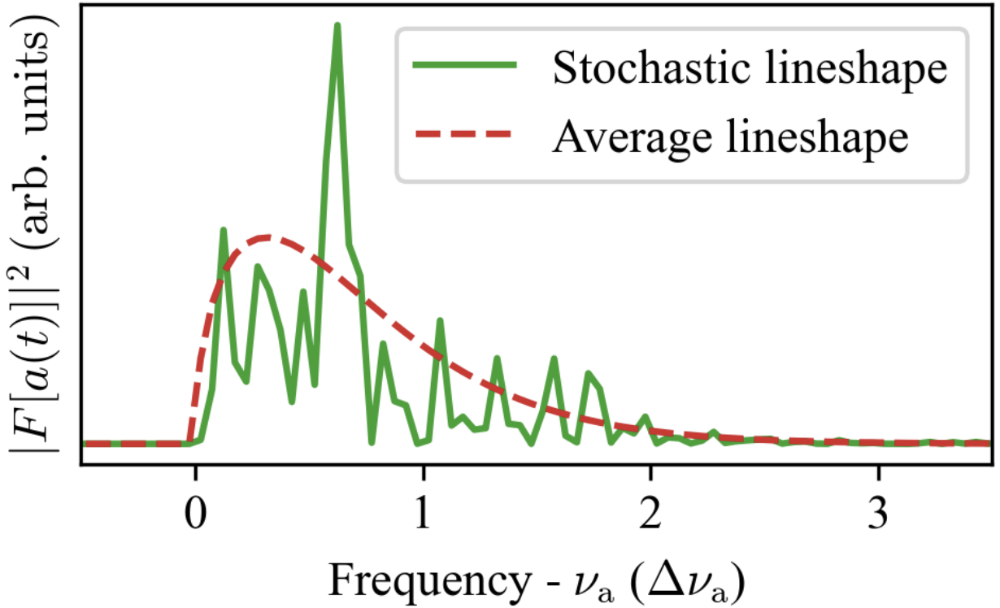 |F[a(t)]|² (arb. units)
Stochastic lineshape
Average lineshape
0 1 2 3
Frequency - νₐ (Δνₐ)